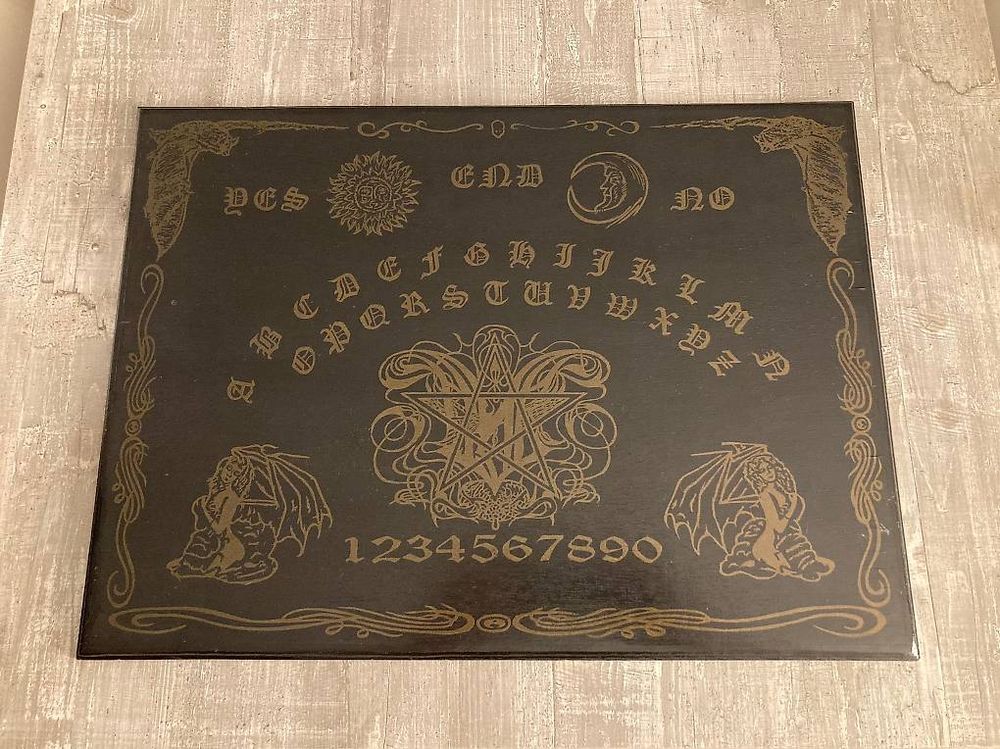 YES END NO
A B C D E F G H I J K L M N
O P Q R S T U V W X Y Z
1234567890